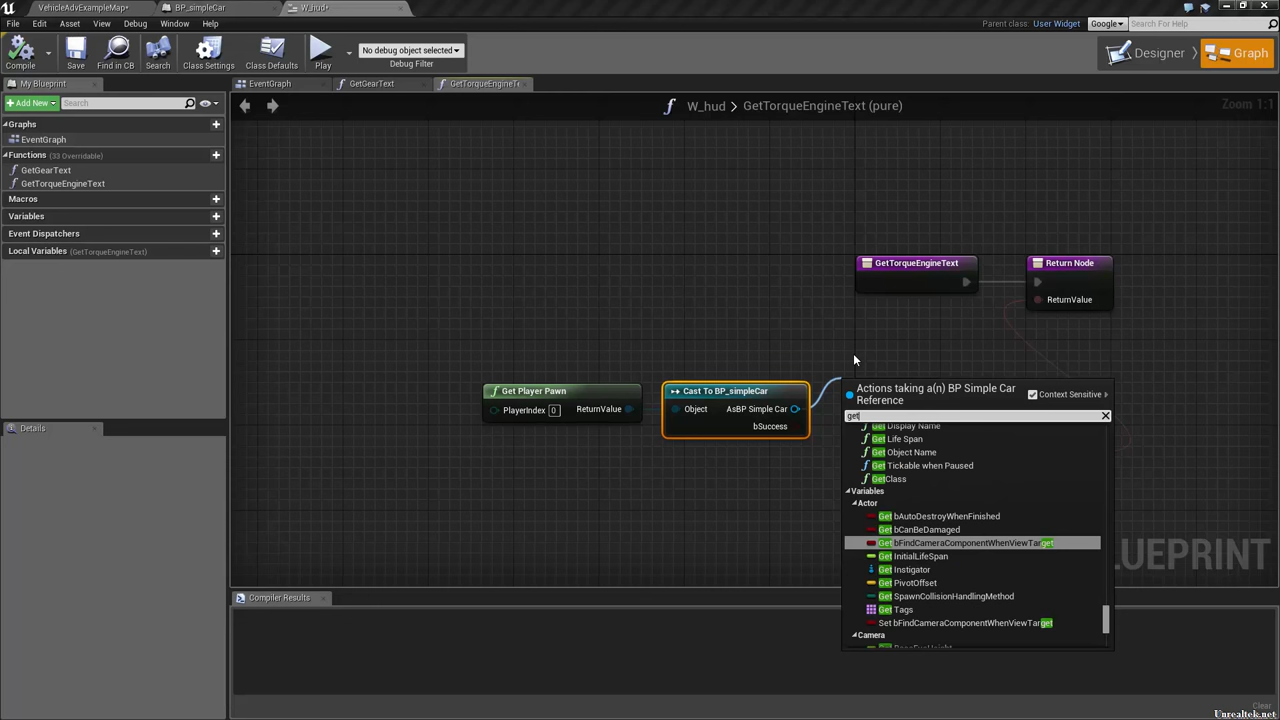 VehicleAdvExampleMap*
BP_simpleCar
W_hud*
File Edit Asset View Debug Window Help
Parent class: User Widget
Google
Search For Help
Compile
Save
Find in CB
Search
Class Settings
Class Defaults
Play
No debug object selected
Debug Filter
Designer
Graph
My Blueprint
EventGraph
GetGearText
GetTorqueEngineTe
+Add New
Search
W_hud > GetTorqueEngineText (pure)
Zoom 1:1
Graphs
EventGraph
Functions (33 Overridable)
GetGearText
GetTorqueEngineText
Macros
Variables
Event Dispatchers
Local Variables (GetTorqueEngineText)
GetTorqueEngineText
Return Node
ReturnValue
Details
Get Player Pawn
PlayerIndex 0 ReturnValue
Cast To BP_simpleCar
Object AsBP Simple Car
bSuccess
Actions taking a(n) BP Simple Car
Reference
Context Sensitive
get
Get Display Name
Get Life Span
Get Object Name
Get Tickable when Paused
GetClass
Variables
Actor
Get bAutoDestroyWhenFinished
Get bCanBeDamaged
Get bFindCameraComponentWhenViewTarget
Get InitialLifeSpan
Get Instigator
Get PivotOffset
Get SpawnCollisionHandlingMethod
Get Tags
Set bFindCameraComponentWhenViewTarget
Camera
LUEPRINT
Compiler Results
Clear
Unrealtek.net